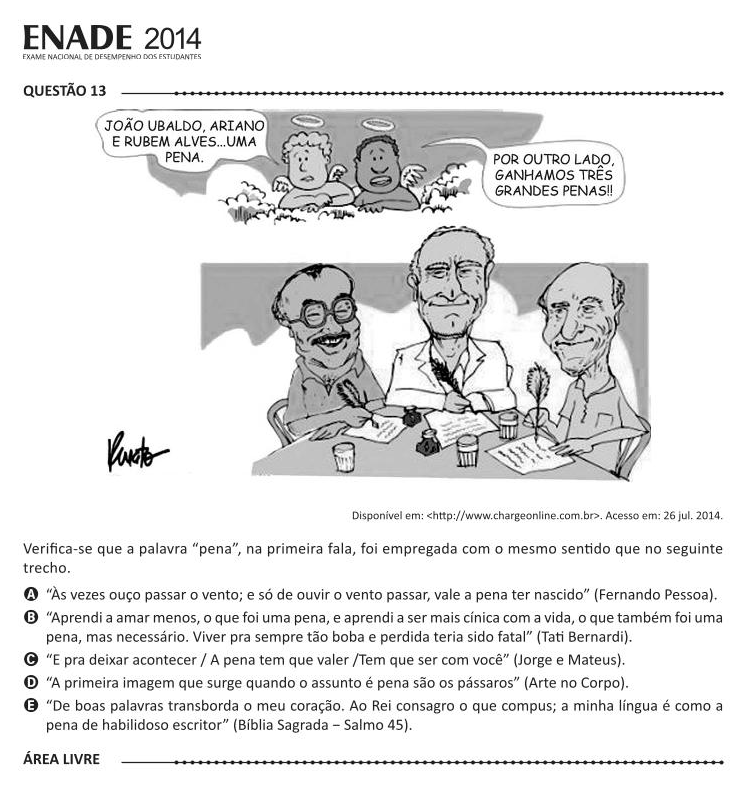 ENADE 2014
EXAME NACIONAL DE DESEMPENHO DOS ESTUDANTES
QUESTÃO 13
JOÃO UBALDO, ARIANO
E RUBEM ALVES...UMA
PENA.
POR OUTRO LADO,
GANHAMOS TRÊS
GRANDES PENAS!!
Disponível em: <http://www.chargeonline.com.br>. Acesso em: 26 jul. 2014.
Verifica-se que a palavra “pena”, na primeira fala, foi empregada com o mesmo sentido que no seguinte
trecho.
A “Às vezes ouço passar o vento; e só de ouvir o vento passar, vale a pena ter nascido” (Fernando Pessoa).
B “Aprendi a amar menos, o que foi uma pena, e aprendi a ser mais cínica com a vida, o que também foi uma
pena, mas necessário. Viver pra sempre tão boba e perdida teria sido fatal” (Tati Bernardi).
C “E pra deixar acontecer / A pena tem que valer /Tem que ser com você” (Jorge e Mateus).
D “A primeira imagem que surge quando o assunto é pena são os pássaros” (Arte no Corpo).
E “De boas palavras transborda o meu coração. Ao Rei consagro o que compus; a minha língua é como a
pena de habilidoso escritor” (Bíblia Sagrada – Salmo 45).
ÁREA LIVRE